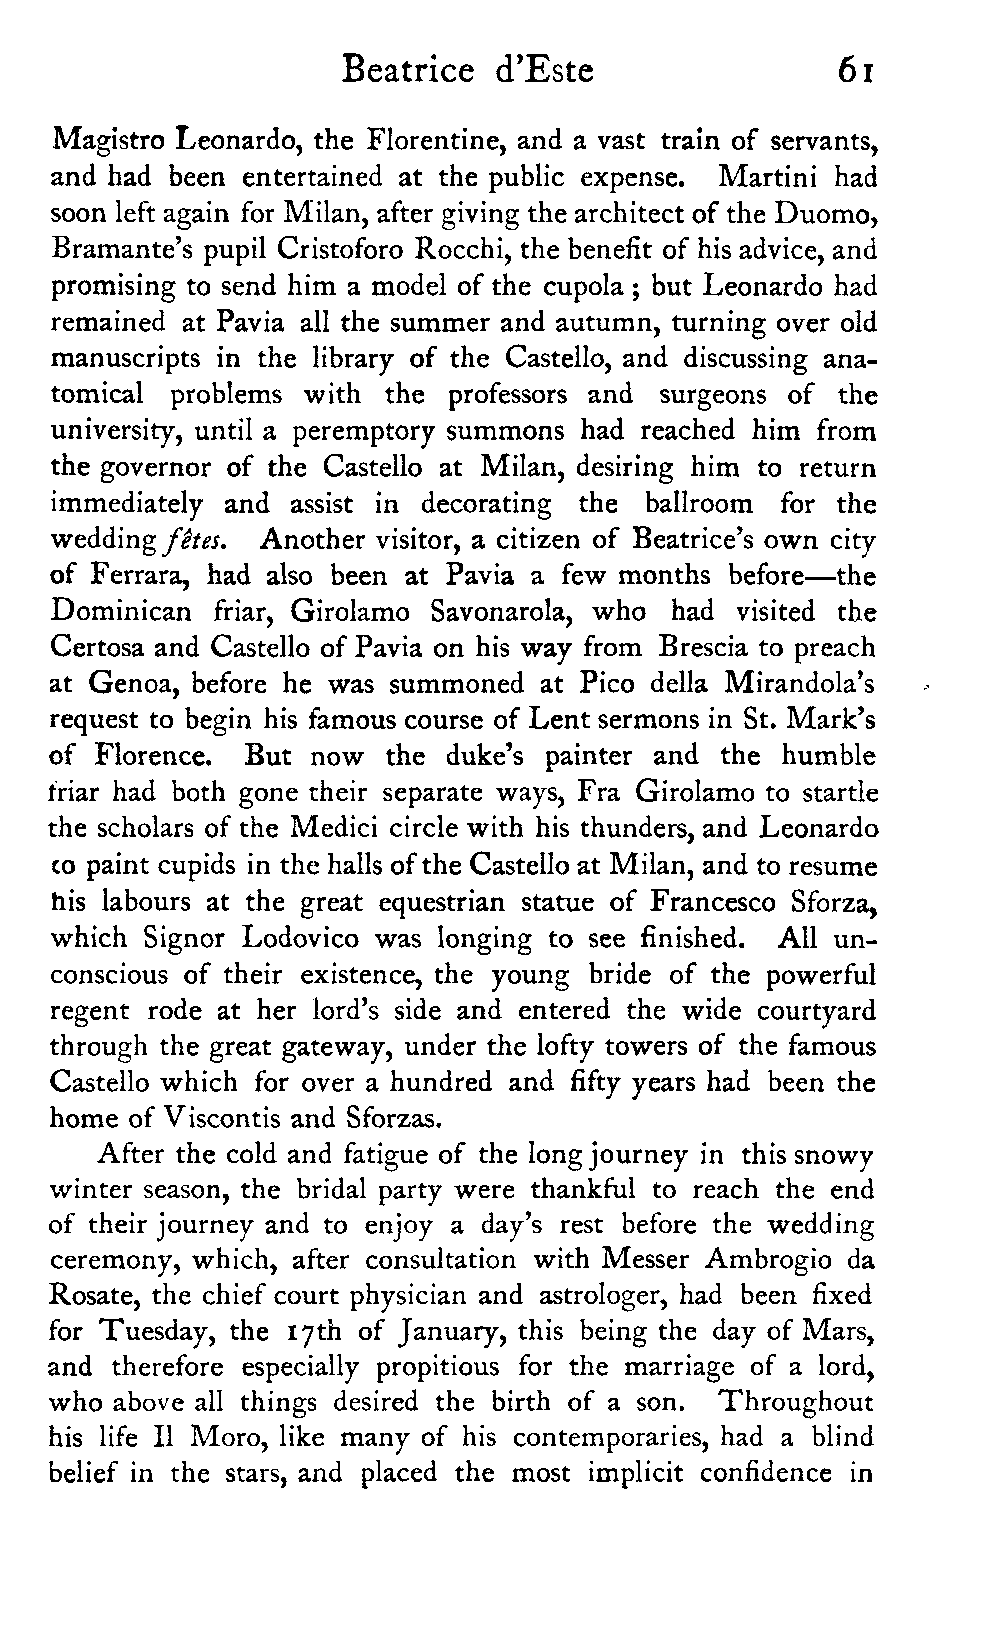 Beatrice d'Este 61
Magistro Leonardo, the Florentine, and a vast train of servants,
and had been entertained at the public expense. Martini had
soon left again for Milan, after giving the architect of the Duomo,
Bramante's pupil Cristoforo Rocchi, the benefit of his advice, and
promising to send him a model of the cupola ; but Leonardo had
remained at Pavia all the summer and autumn, turning over old
manuscripts in the library of the Castello, and discussing ana-
tomical problems with the professors and surgeons of the
university, until a peremptory summons had reached him from
the governor of the Castello at Milan, desiring him to return
immediately and assist in decorating the ballroom for the
wedding fêtes. Another visitor, a citizen of Beatrice's own city
of Ferrara, had also been at Pavia a few months before—the
Dominican friar, Girolamo Savonarola, who had visited the
Certosa and Castello of Pavia on his way from Brescia to preach
at Genoa, before he was summoned at Pico della Mirandola's
request to begin his famous course of Lent sermons in St. Mark's
of Florence. But now the duke's painter and the humble
friar had both gone their separate ways, Fra Girolamo to startle
the scholars of the Medici circle with his thunders, and Leonardo
to paint cupids in the halls of the Castello at Milan, and to resume
his labours at the great equestrian statue of Francesco Sforza,
which Signor Lodovico was longing to see finished. All un-
conscious of their existence, the young bride of the powerful
regent rode at her lord's side and entered the wide courtyard
through the great gateway, under the lofty towers of the famous
Castello which for over a hundred and fifty years had been the
home of Viscontis and Sforzas.
After the cold and fatigue of the long journey in this snowy
winter season, the bridal party were thankful to reach the end
of their journey and to enjoy a day's rest before the wedding
ceremony, which, after consultation with Messer Ambrogio da
Rosate, the chief court physician and astrologer, had been fixed
for Tuesday, the 17th of January, this being the day of Mars,
and therefore especially propitious for the marriage of a lord,
who above all things desired the birth of a son. Throughout
his life Il Moro, like many of his contemporaries, had a blind
belief in the stars, and placed the most implicit confidence in